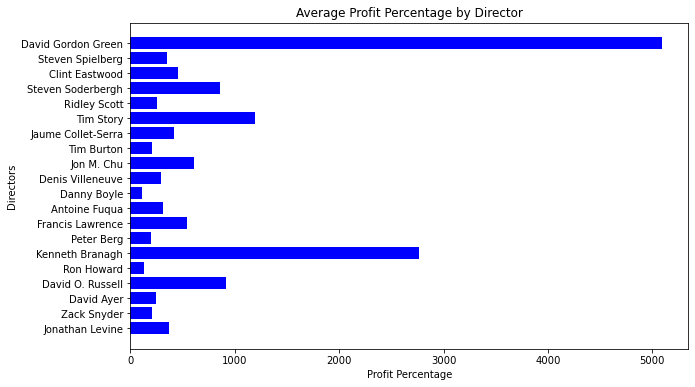 Average Profit Percentage by Director
Directors
David Gordon Green
Steven Spielberg
Clint Eastwood
Steven Soderbergh
Ridley Scott
Tim Story
Jaume Collet-Serra
Tim Burton
Jon M. Chu
Denis Villeneuve
Danny Boyle
Antoine Fuqua
Francis Lawrence
Peter Berg
Kenneth Branagh
Ron Howard
David O. Russell
David Ayer
Zack Snyder
Jonathan Levine
0 1000 2000 3000 4000 5000
Profit Percentage